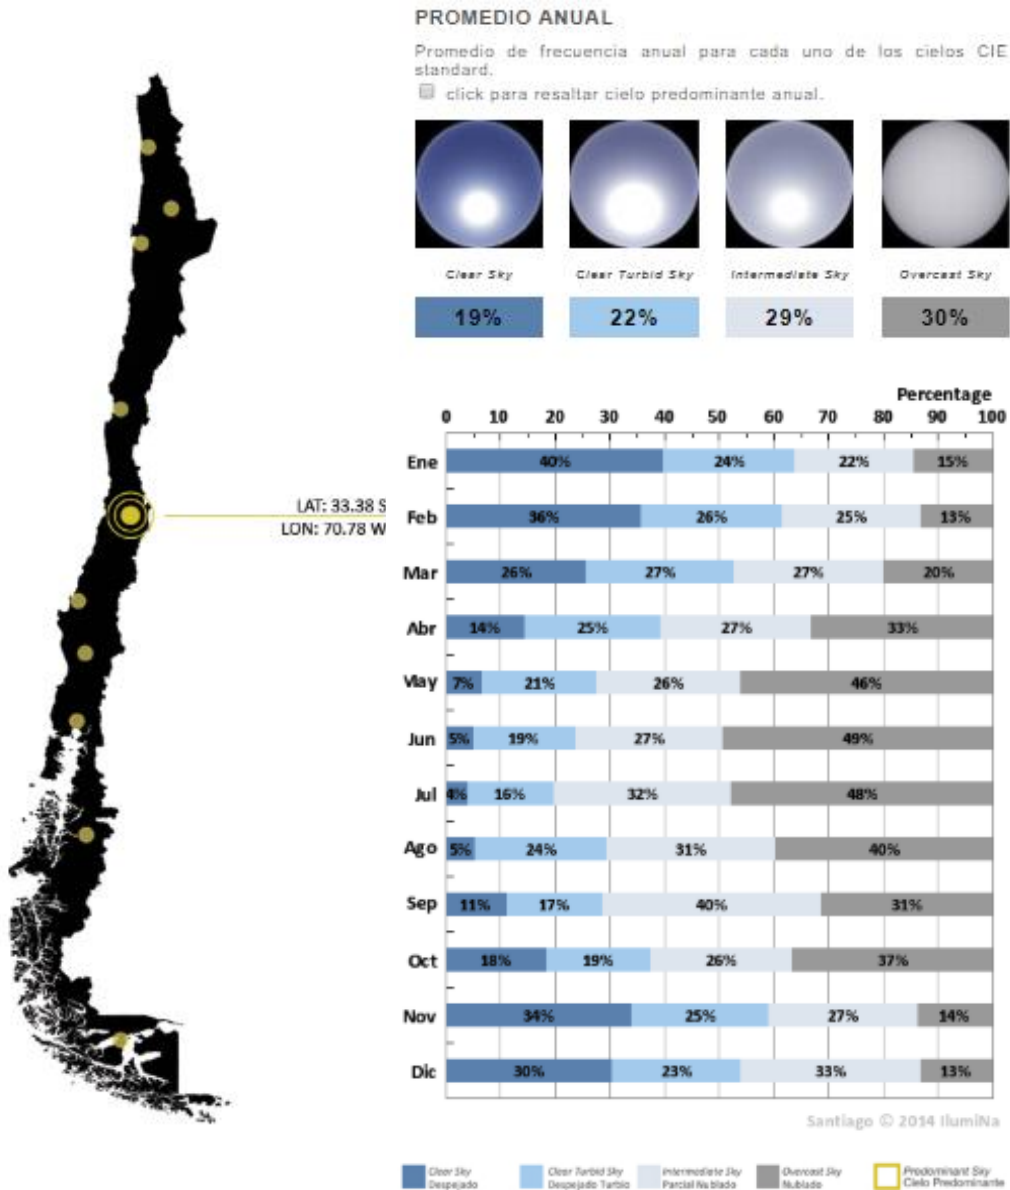 PROMEDIO ANUAL
Promedio de frecuencia anual para cada uno de los cielos CIE
standard.
click para resaltar cielo predominante anual.
Clear Sky
Clear Turbid Sky
Intermediate Sky
Overcast Sky
19%
22%
29%
30%
Percentage
0 10 20 30 40 50 60 70 80 90 100
Ene 40% 24% 22% 15%
LAT: 33.38 S
LON: 70.78 W
Feb 36% 26% 25% 13%
Mar 26% 27% 27% 20%
Abr 14% 25% 27% 33%
May 7% 21% 26% 46%
Jun 5% 19% 27% 49%
Jul 4% 16% 32% 48%
Ago 5% 24% 31% 40%
Sep 11% 17% 40% 31%
Oct 18% 19% 26% 37%
Nov 34% 25% 27% 14%
Dic 30% 23% 33% 13%
Santiago © 2014 IlumiNa
Clear Sky
Despejado
Clear Turbid Sky
Despejado Turbio
Intermediate Sky
Parcial Nublado
Overcast Sky
Nublado
Predominant Sky
Cielo Predominante